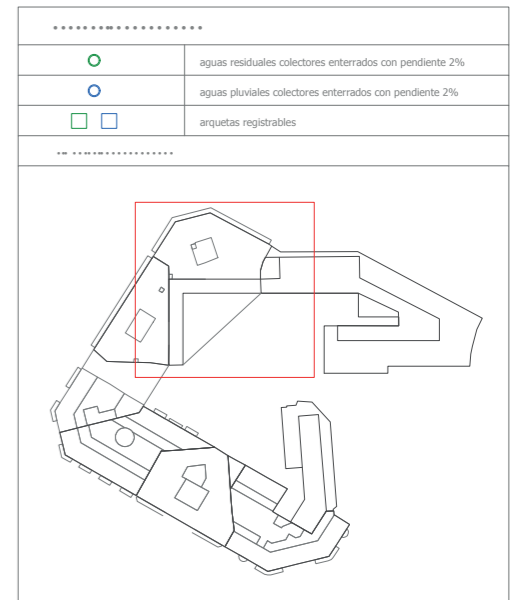 aguas residuales colectores enterrados con pendiente 2%
aguas pluviales colectores enterrados con pendiente 2%
arquetas registrables